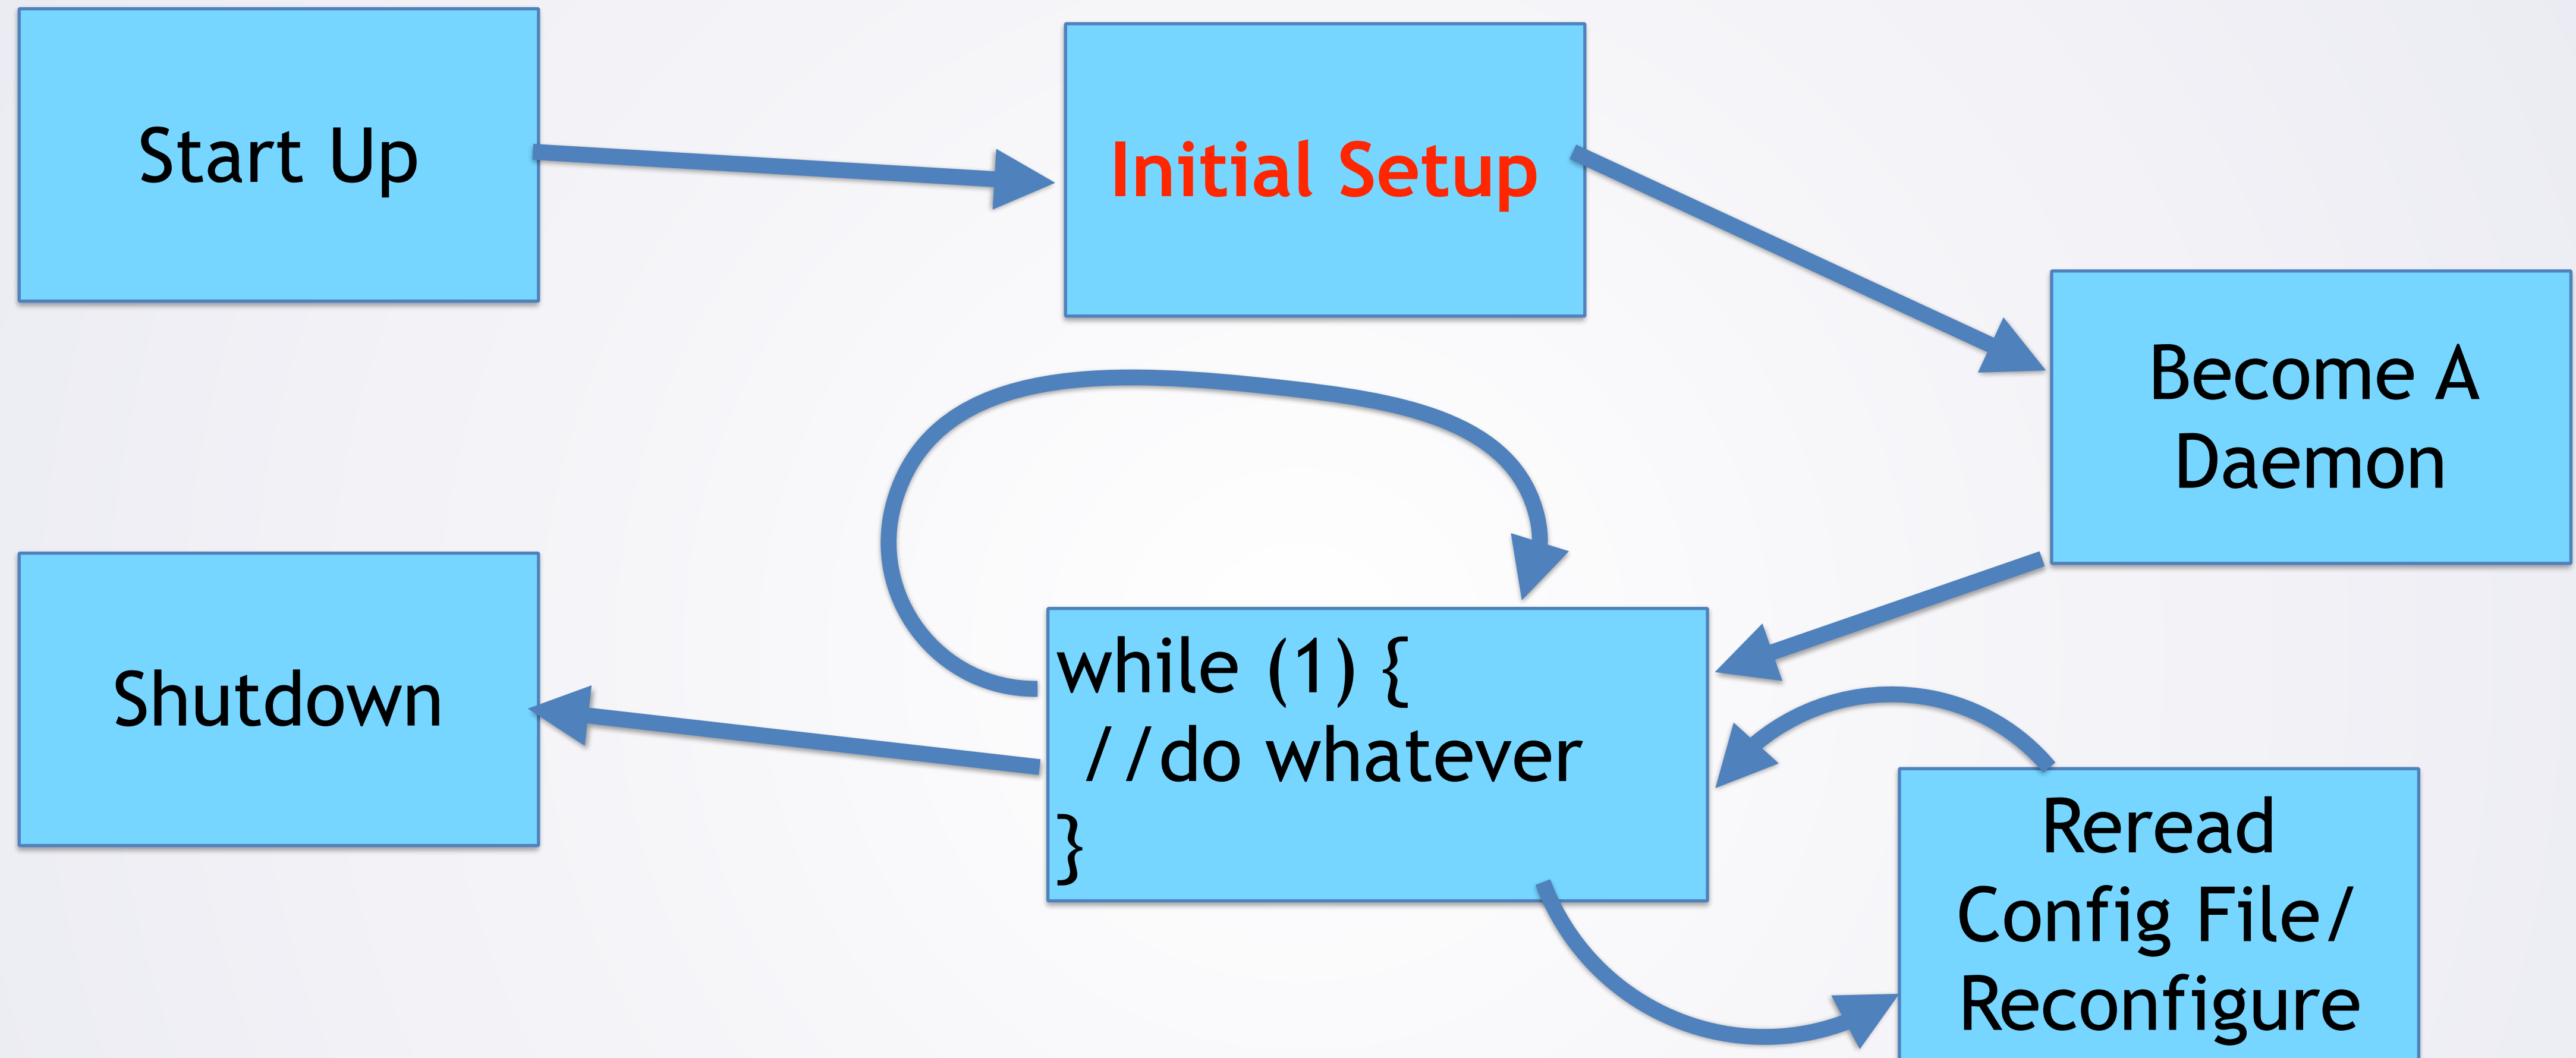 Start Up
Initial Setup
Become A
Daemon
Shutdown
while (1) {
//do whatever
}
Reread
Config File/
Reconfigure